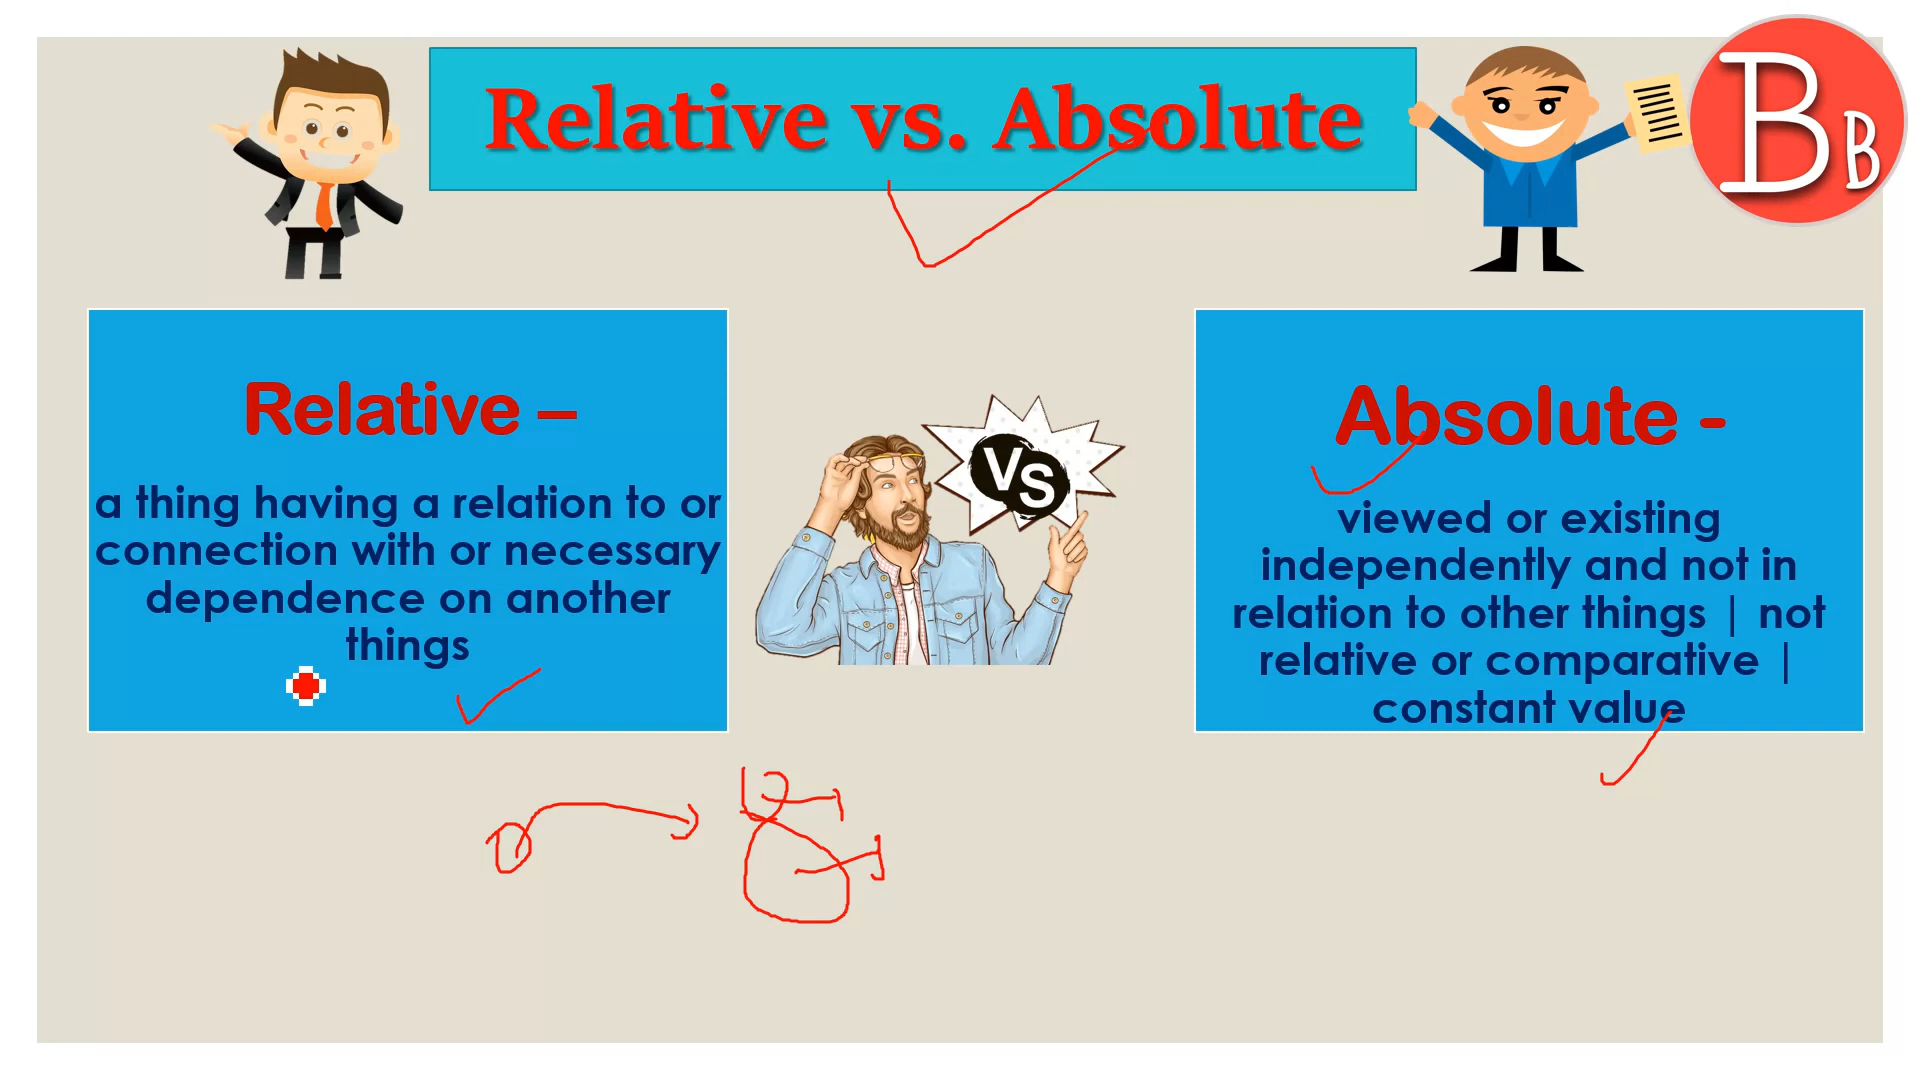 Relative vs. Absolute
BB
Relative –
a thing having a relation to or
connection with or necessary
dependence on another
things
VS
Absolute -
viewed or existing
independently and not in
relation to other things | not
relative or comparative |
constant value